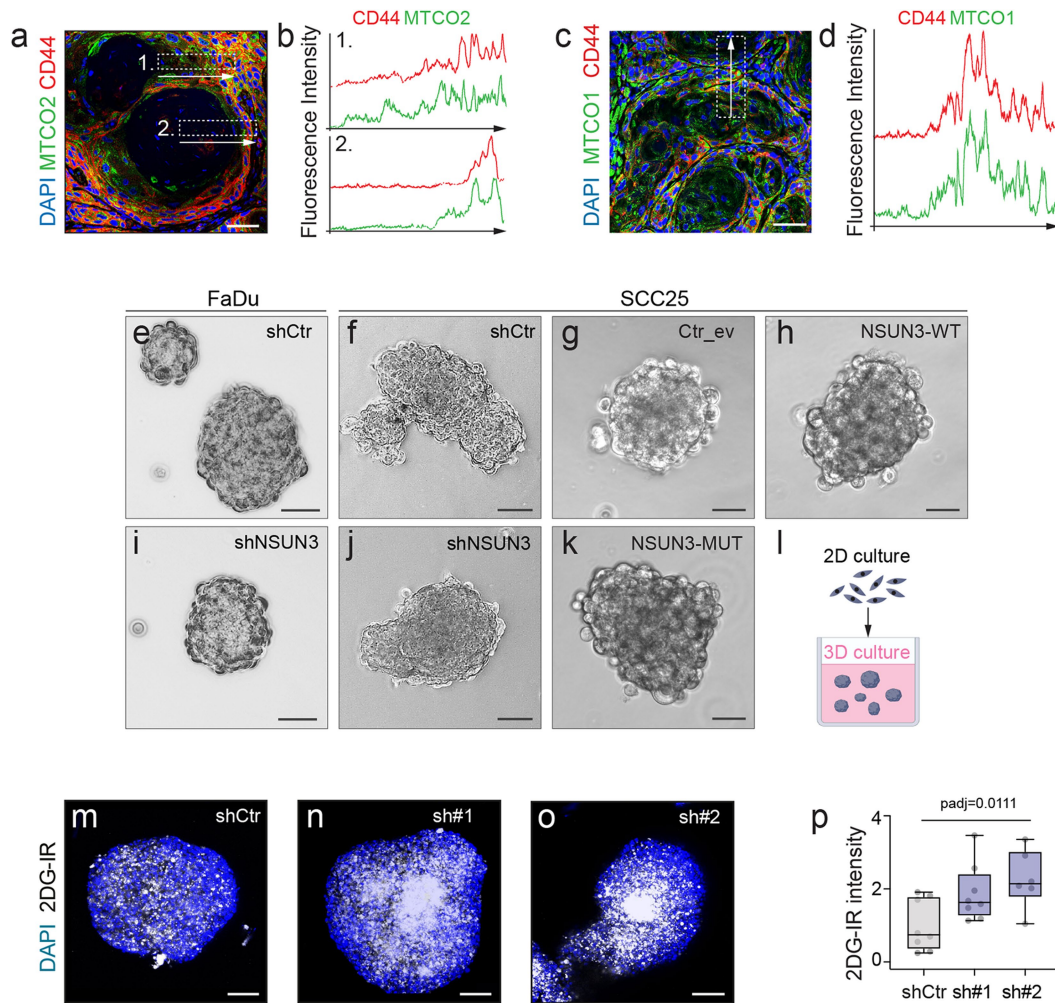 a
DAPI MTCO2 CD44
1.
2.
b
CD44 MTCO2
Fluorescence Intensity
1.
2.
c
DAPI MTCO1 CD44
d
CD44 MTCO1
Fluorescence Intensity
FaDu
SCC25
e
shCtr
f
shCtr
g
Ctr_ev
h
NSUN3-WT
i
shNSUN3
j
shNSUN3
k
NSUN3-MUT
l
2D culture
3D culture
DAPI 2DG-IR
m
shCtr
n
sh#1
o
sh#2
p
padj=0.0111
2DG-IR intensity
4
2
0
shCtr sh#1 sh#2